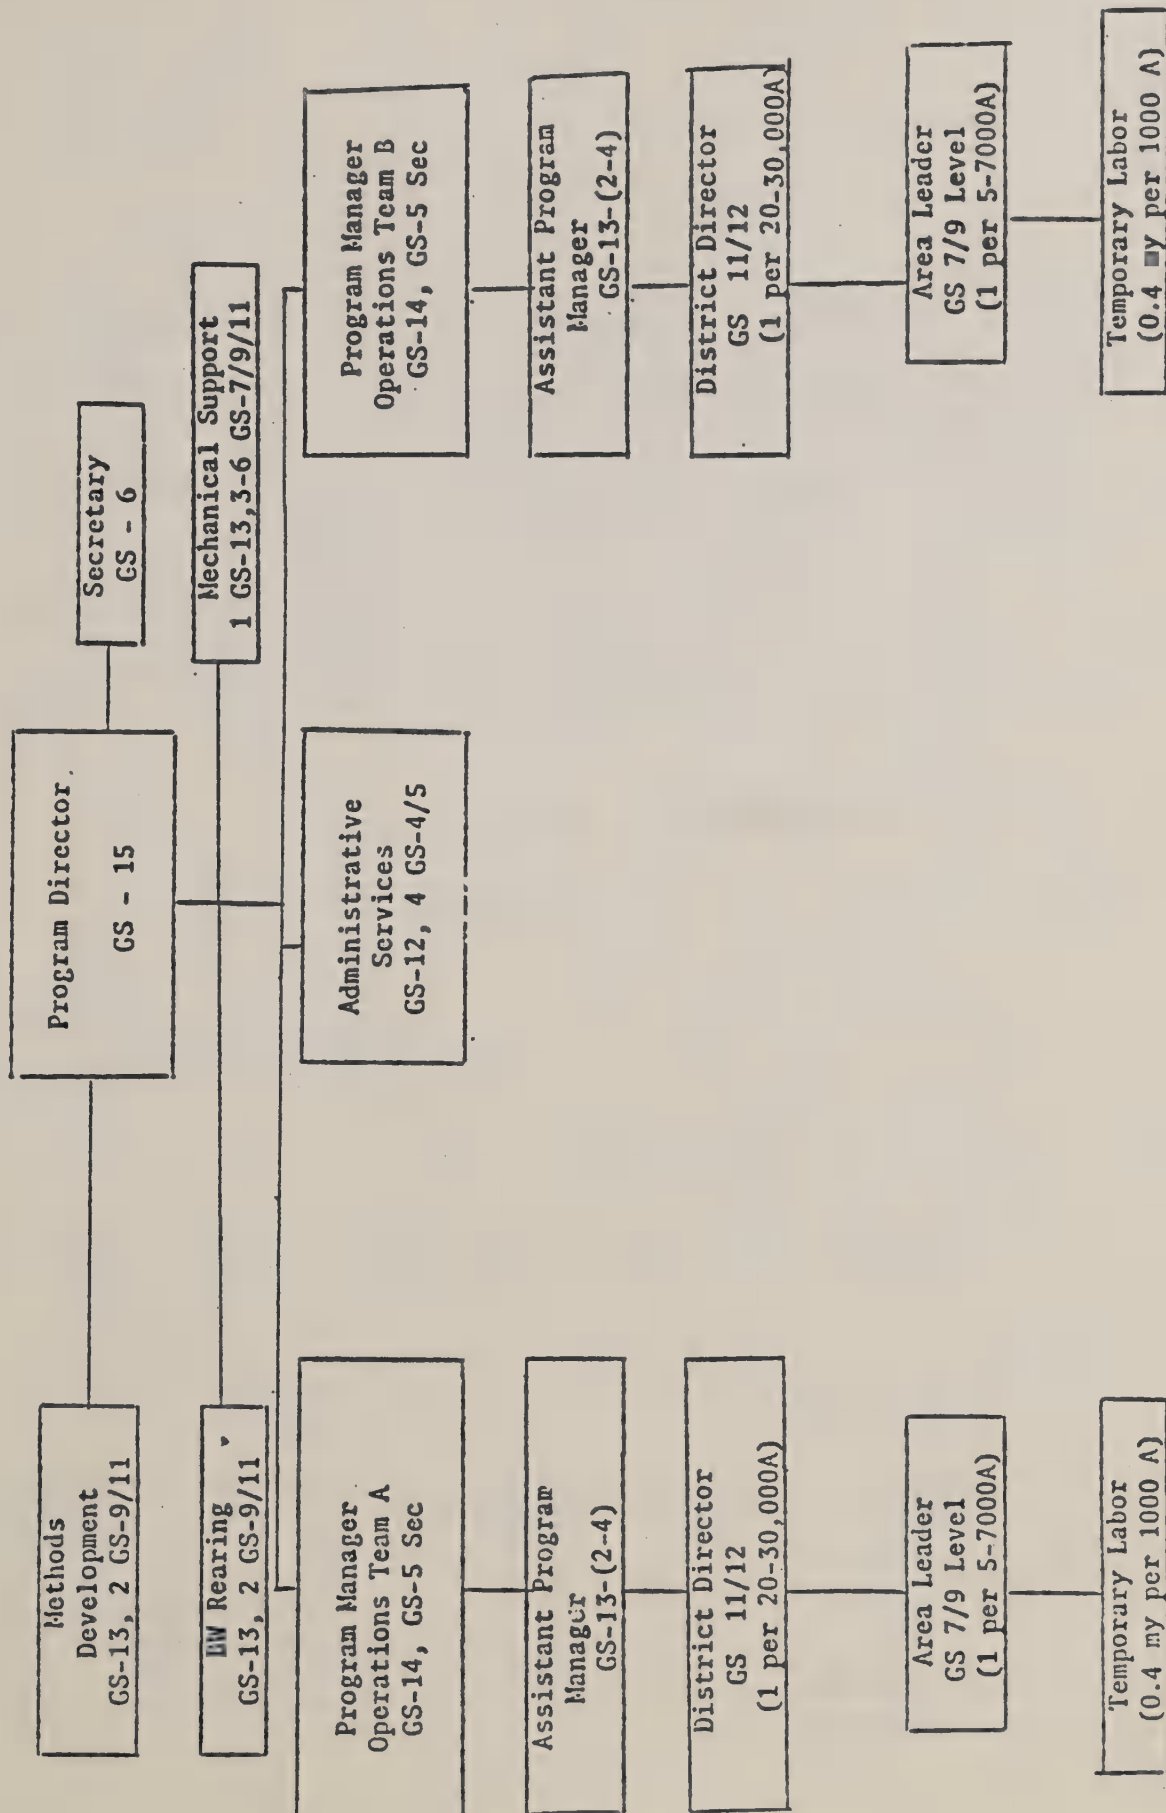 Program Director
GS - 15
Secretary
GS - 6
Methods
Development
GS-13, 2 GS-9/11
Mechanical Support
1 GS-13,3-6 GS-7/9/11
Rearing
GS-13, 2 GS-9/11
Program Manager
Operations Team A
GS-14, GS-5 Sec
Administrative
Services
GS-12, 4 GS-4/5
Program Manager
Operations Team B
GS-14, GS-5 Sec
Assistant Program
Manager
GS-13-(2-4)
Assistant Program
Manager
GS-13-(2-4)
District Director
GS 11/12
(1 per 20-30,000A)
District Director
GS 11/12
(1 per 20-30,000A)
Area Leader
GS 7/9 Level
(1 per 5-7000A)
Area Leader
GS 7/9 Level
(1 per 5-7000A)
Temporary Labor
(0.4 my per 1000 A)
Temporary Labor
(0.4 my per 1000 A)